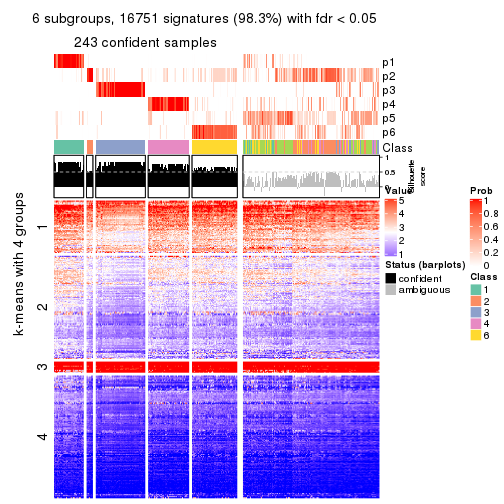 6 subgroups, 16751 signatures (98.3%) with fdr < 0.05
243 confident samples
p1
p2
p3
p4
p5
p6
Class
1
0.5
0
Silhouette
score
k-means with 4 groups
1
2
3
4
Value
5
4
3
2
1
Status (barplots)
confident
ambiguous
Prob
1
0.8
0.6
0.4
0.2
0
Class
1
2
3
4
6